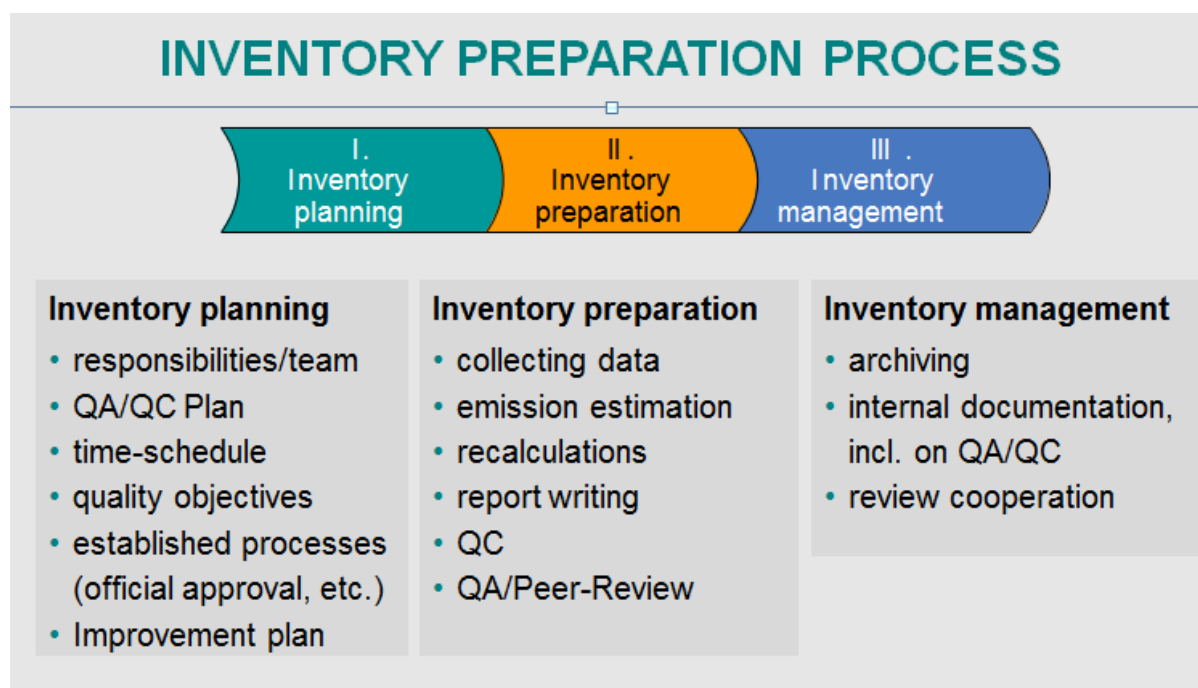 INVENTORY PREPARATION PROCESS
I.
Inventory
planning
II .
Inventory
preparation
III .
Inventory
management
Inventory planning
• responsibilities/team
• QA/QC Plan
• time-schedule
• quality objectives
• established processes
(official approval, etc.)
• Improvement plan
Inventory preparation
• collecting data
• emission estimation
• recalculations
• report writing
• QC
• QA/Peer-Review
Inventory management
• archiving
• internal documentation,
incl. on QA/QC
• review cooperation